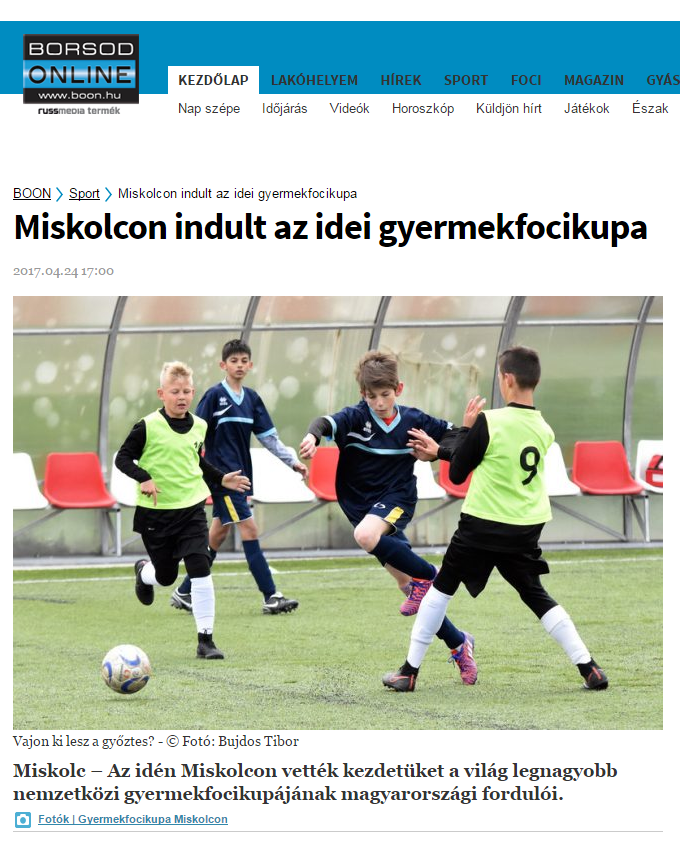 BORSOD
ONLINE
www.boon.hu
russmedia termék
KEZDŐLAP LAKÓHELYEM HÍREK SPORT FOCI MAGAZIN GYÁS
Nap szépe Időjárás Videók Horoszkóp Küldjön hírt Játékok Észak
BOON Sport Miskolcon indult az idei gyermekfocikupa
Miskolcon indult az idei gyermekfocikupa
2017.04.24 17:00
9
Vajon ki lesz a győztes? - © Fotó: Bujdos Tibor
Miskolc – Az idén Miskolcon vették kezdetüket a világ legnagyobb
nemzetközi gyermekfocikupájának magyarországi fordulói.
Fotók | Gyermekfocikupa Miskolcon